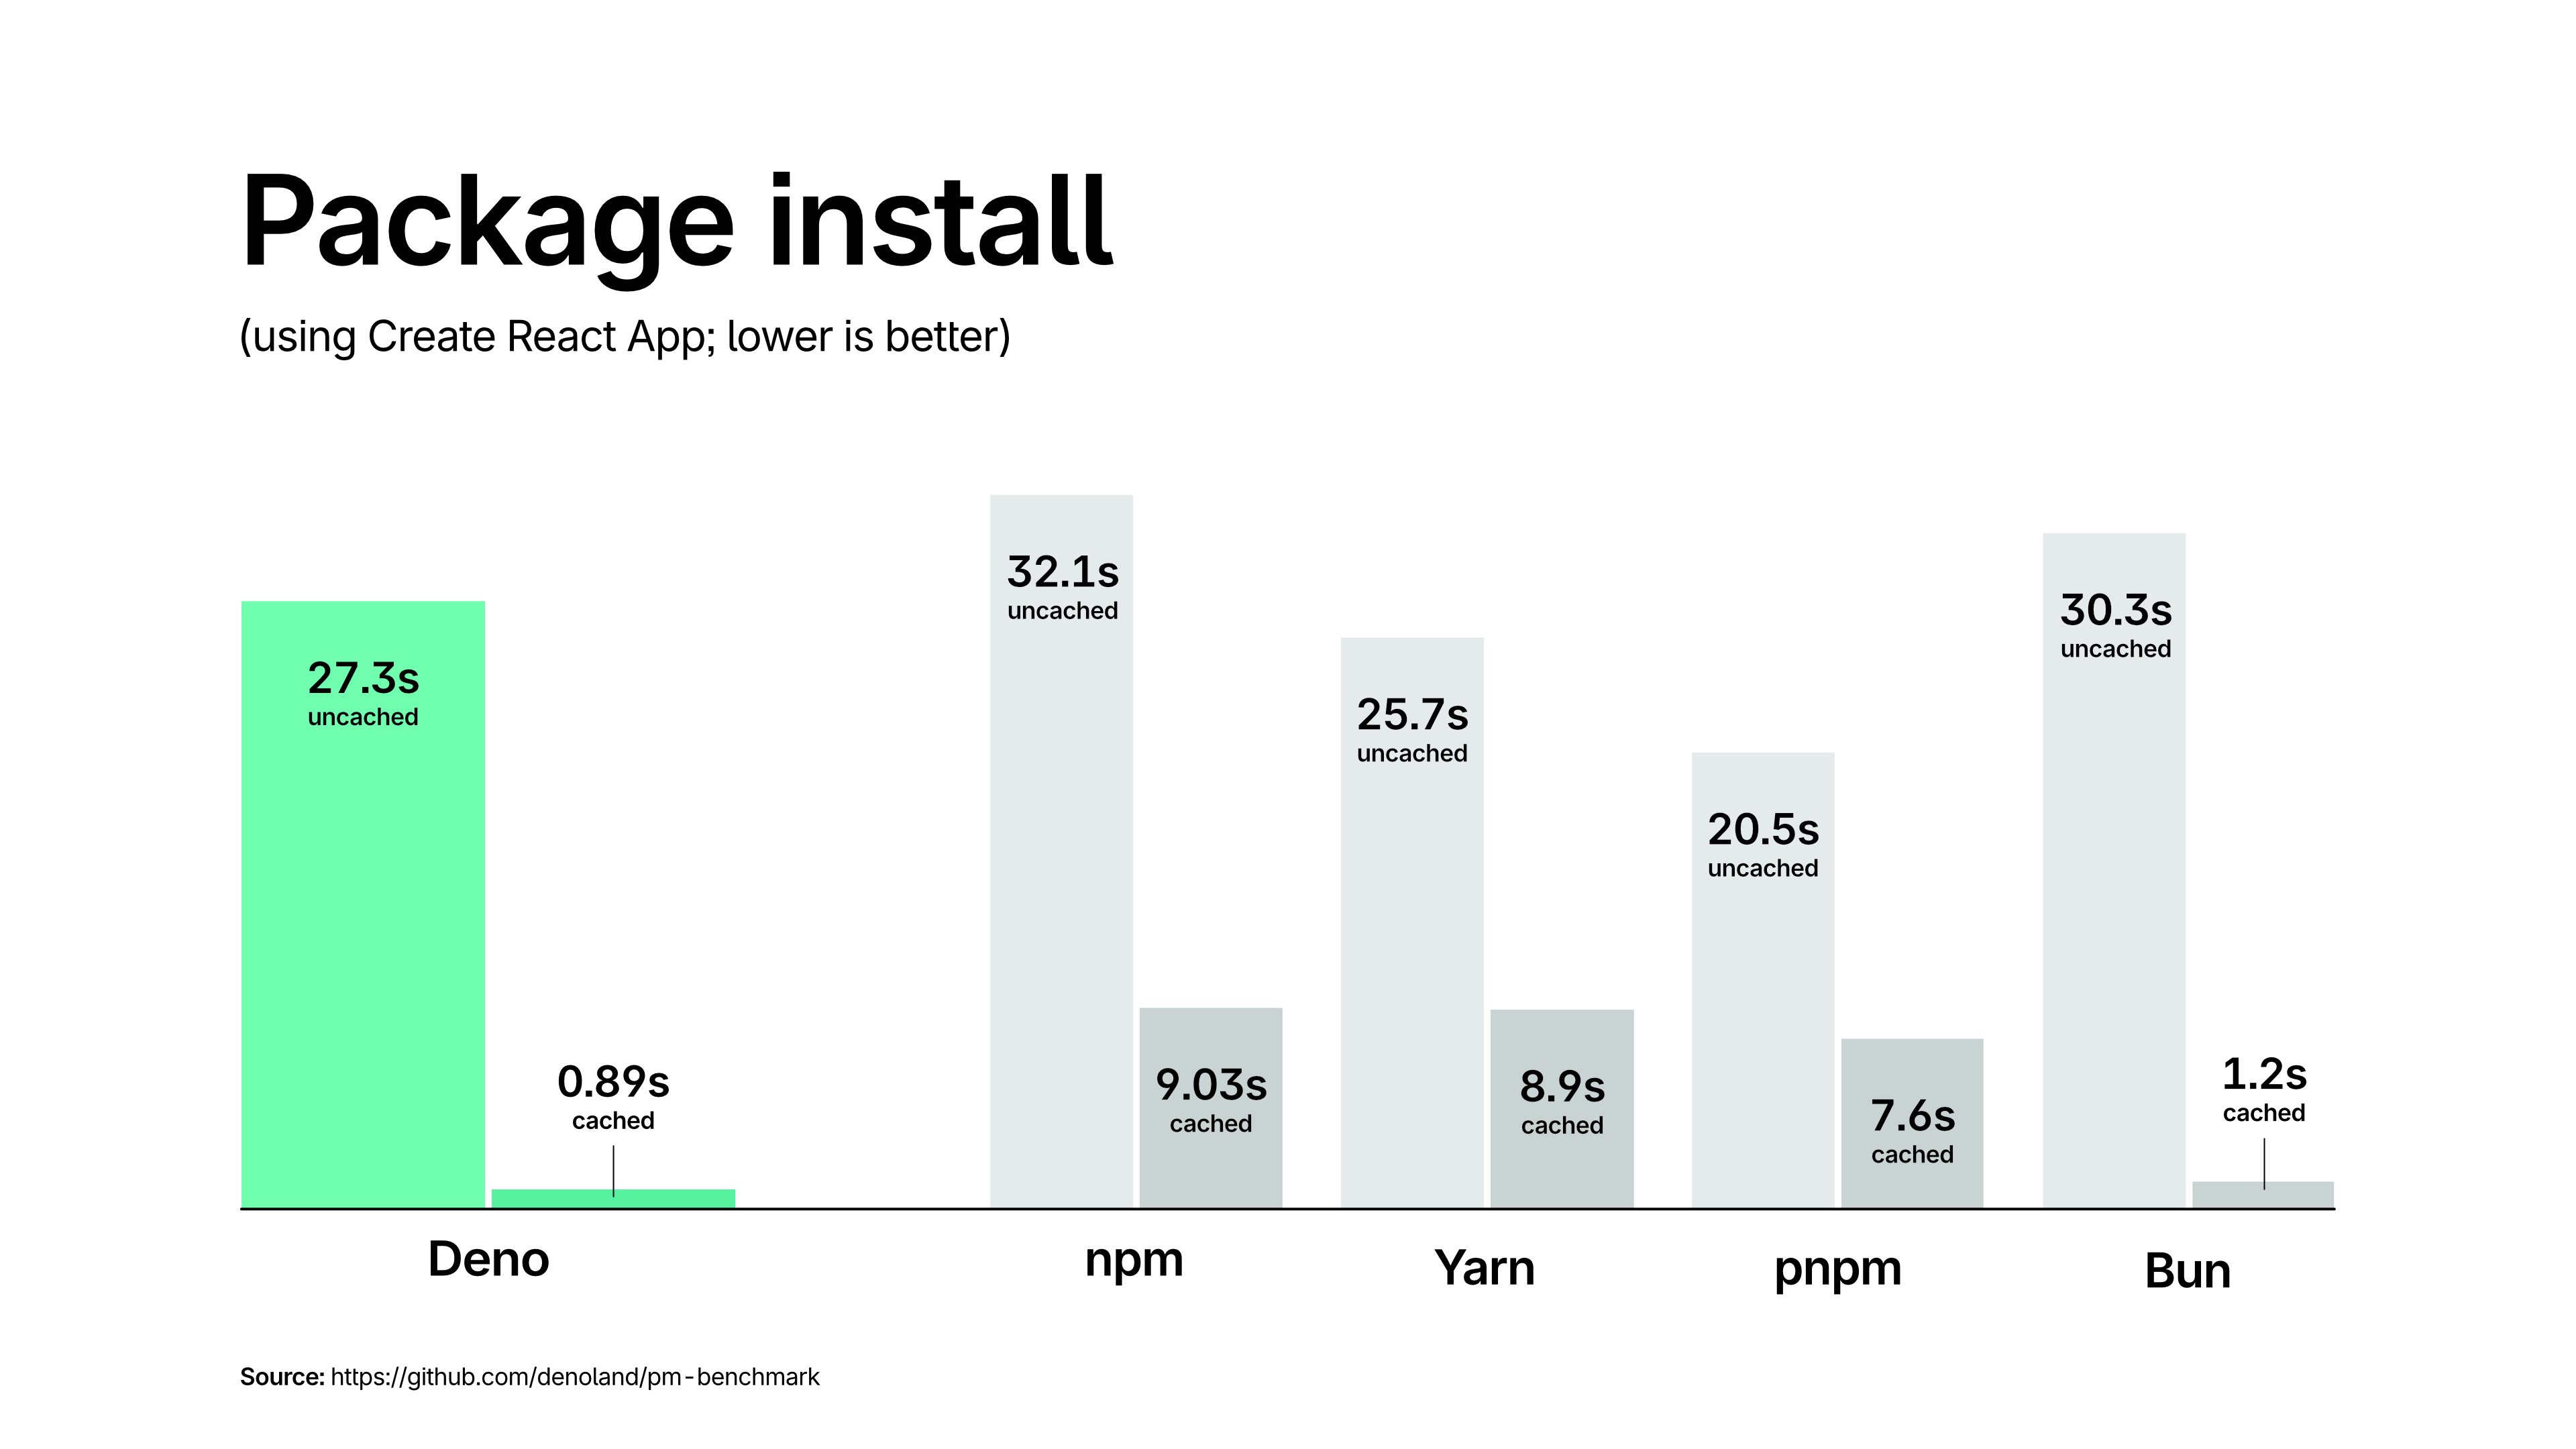 Package install
(using Create React App; lower is better)
27.3s
uncached
0.89s
cached
32.1s
uncached
9.03s
cached
25.7s
uncached
8.9s
cached
20.5s
uncached
7.6s
cached
30.3s
uncached
1.2s
cached
Deno
npm
Yarn
pnpm
Bun
Source: https://github.com/denoland/pm-benchmark